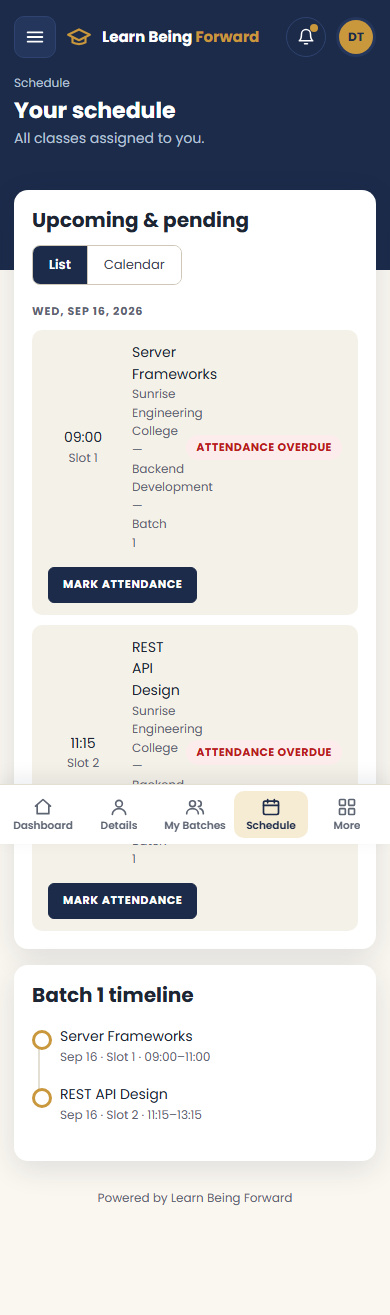 Learn Being Forward
DT
Schedule
Your schedule
All classes assigned to you.
Upcoming & pending
List
Calendar
WED, SEP 16, 2026
09:00
Slot 1
Server
Frameworks
Sunrise
Engineering
College
—
Backend
Development
—
Batch
1
ATTENDANCE OVERDUE
MARK ATTENDANCE
11:15
Slot 2
REST
API
Design
Sunrise
Engineering
College
—
ATTENDANCE OVERDUE
Dashboard
Details
My Batches
Schedule
More
1
MARK ATTENDANCE
Batch 1 timeline
Server Frameworks
Sep 16 · Slot 1 · 09:00–11:00
REST API Design
Sep 16 · Slot 2 · 11:15–13:15
Powered by Learn Being Forward